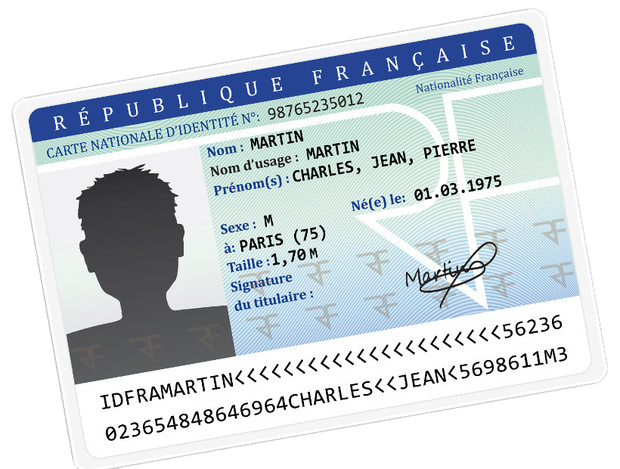 RÉPUBLIQUE FRANÇAISE
CARTE NATIONALE D'IDENTITÉ N°: 98765235012
Nationalité Française
Nom : MARTIN
Nom d'usage : MARTIN
Prénom(s) : CHARLES, JEAN, PIERRE
Né(e) le: 01.03.1975
Sexe : M
à: PARIS (75)
Taille :1,70 M
Signature
du titulaire :
Martin
IDFRAMARTIN<<<<<<<<<<<<<<<<<<<<<<56236
023654848646964CHARLES<<JEAN<5698611M3